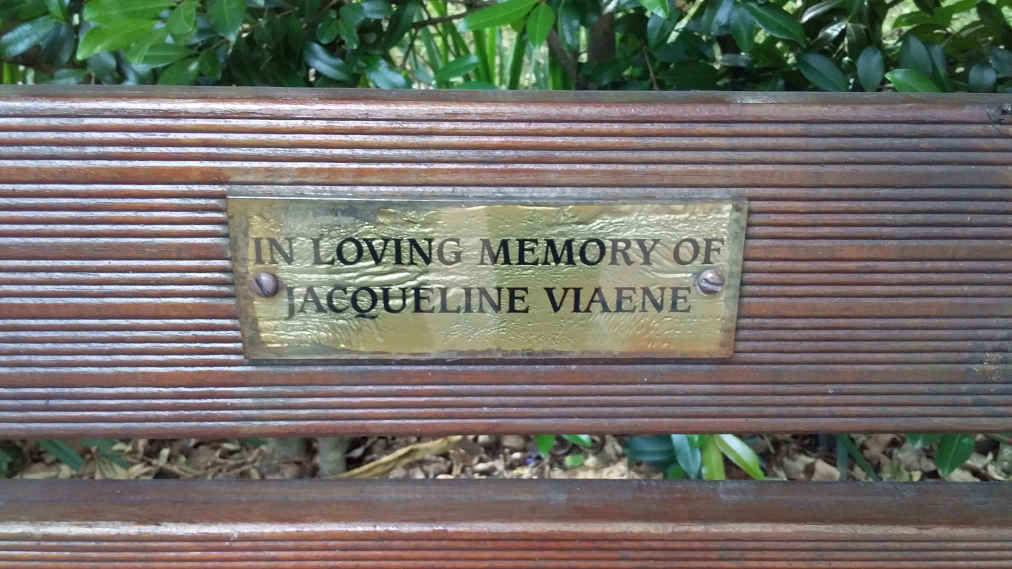 IN LOVING MEMORY OF
JACQUELINE VIAENE